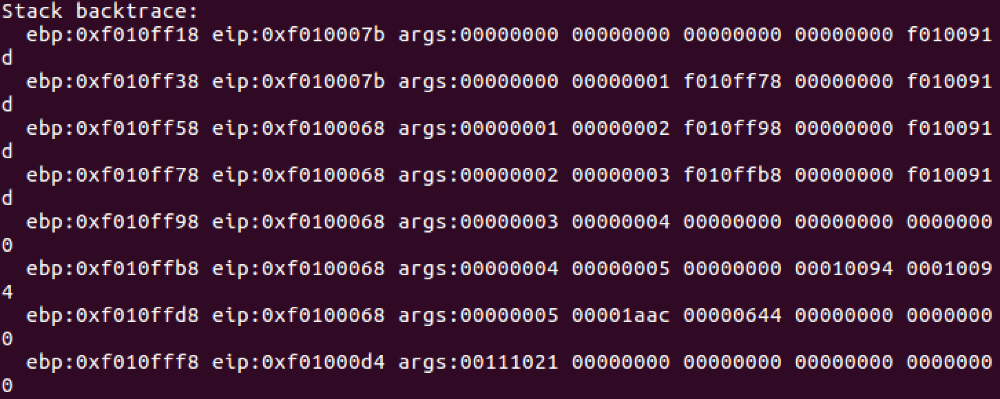 Stack backtrace:
  ebp:0xf010ff18 eip:0xf010007b args:00000000 00000000 00000000 00000000 f010091
d
  ebp:0xf010ff38 eip:0xf010007b args:00000000 00000001 f010ff78 00000000 f010091
d
  ebp:0xf010ff58 eip:0xf0100068 args:00000001 00000002 f010ff98 00000000 f010091
d
  ebp:0xf010ff78 eip:0xf0100068 args:00000002 00000003 f010ffb8 00000000 f010091
d
  ebp:0xf010ff98 eip:0xf0100068 args:00000003 00000004 00000000 00000000 0000000
0
  ebp:0xf010ffb8 eip:0xf0100068 args:00000004 00000005 00000000 00010094 0001009
4
  ebp:0xf010ffd8 eip:0xf0100068 args:00000005 00001aac 00000644 00000000 0000000
0
  ebp:0xf010fff8 eip:0xf01000d4 args:00111021 00000000 00000000 00000000 0000000
0